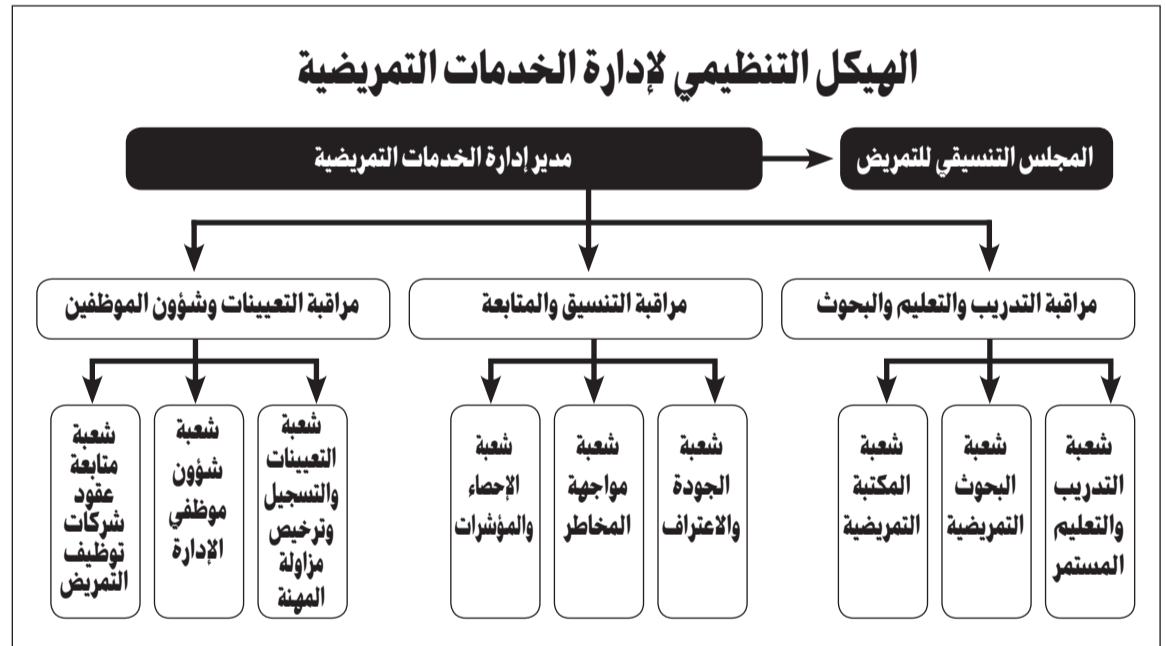 الهيكل التنظيمي لإدارة الخدمات التمريضية
المجلس التنسيقي للتمريض
مدير إدارة الخدمات التمريضية
مراقبة التدريب والتعليم والبحوث
مراقبة التنسيق والمتابعة
مراقبة التعيينات وشؤون الموظفين
شعبة
التدريب
والتعليم
المستمر
شعبة
البحوث
التمريضية
شعبة
المكتبة
التمريضية
شعبة
الجودة
والاعتراف
شعبة
مواجهة
المخاطر
شعبة
الإحصاء
والمؤشرات
شعبة
التعيينات
والتسجيل
وترخيص
مزاولة
المهنة
شعبة
شؤون
موظفي
الإدارة
شعبة
متابعة
عقود
شركات
توظيف
التمريض